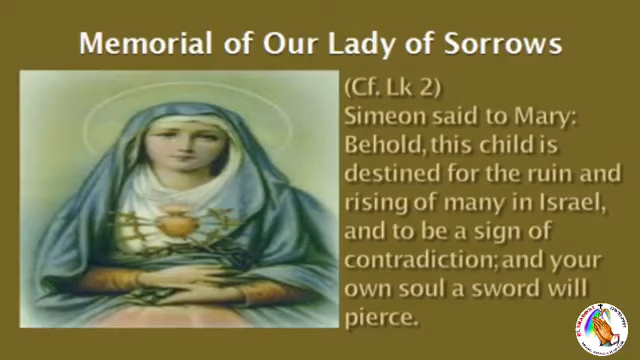 Memorial of Our Lady of Sorrows
(Cf. Lk 2)
Simeon said to Mary:
Behold, this child is
destined for the ruin and
rising of many in Israel,
and to be a sign of
contradiction; and your
own soul a sword will
pierce.